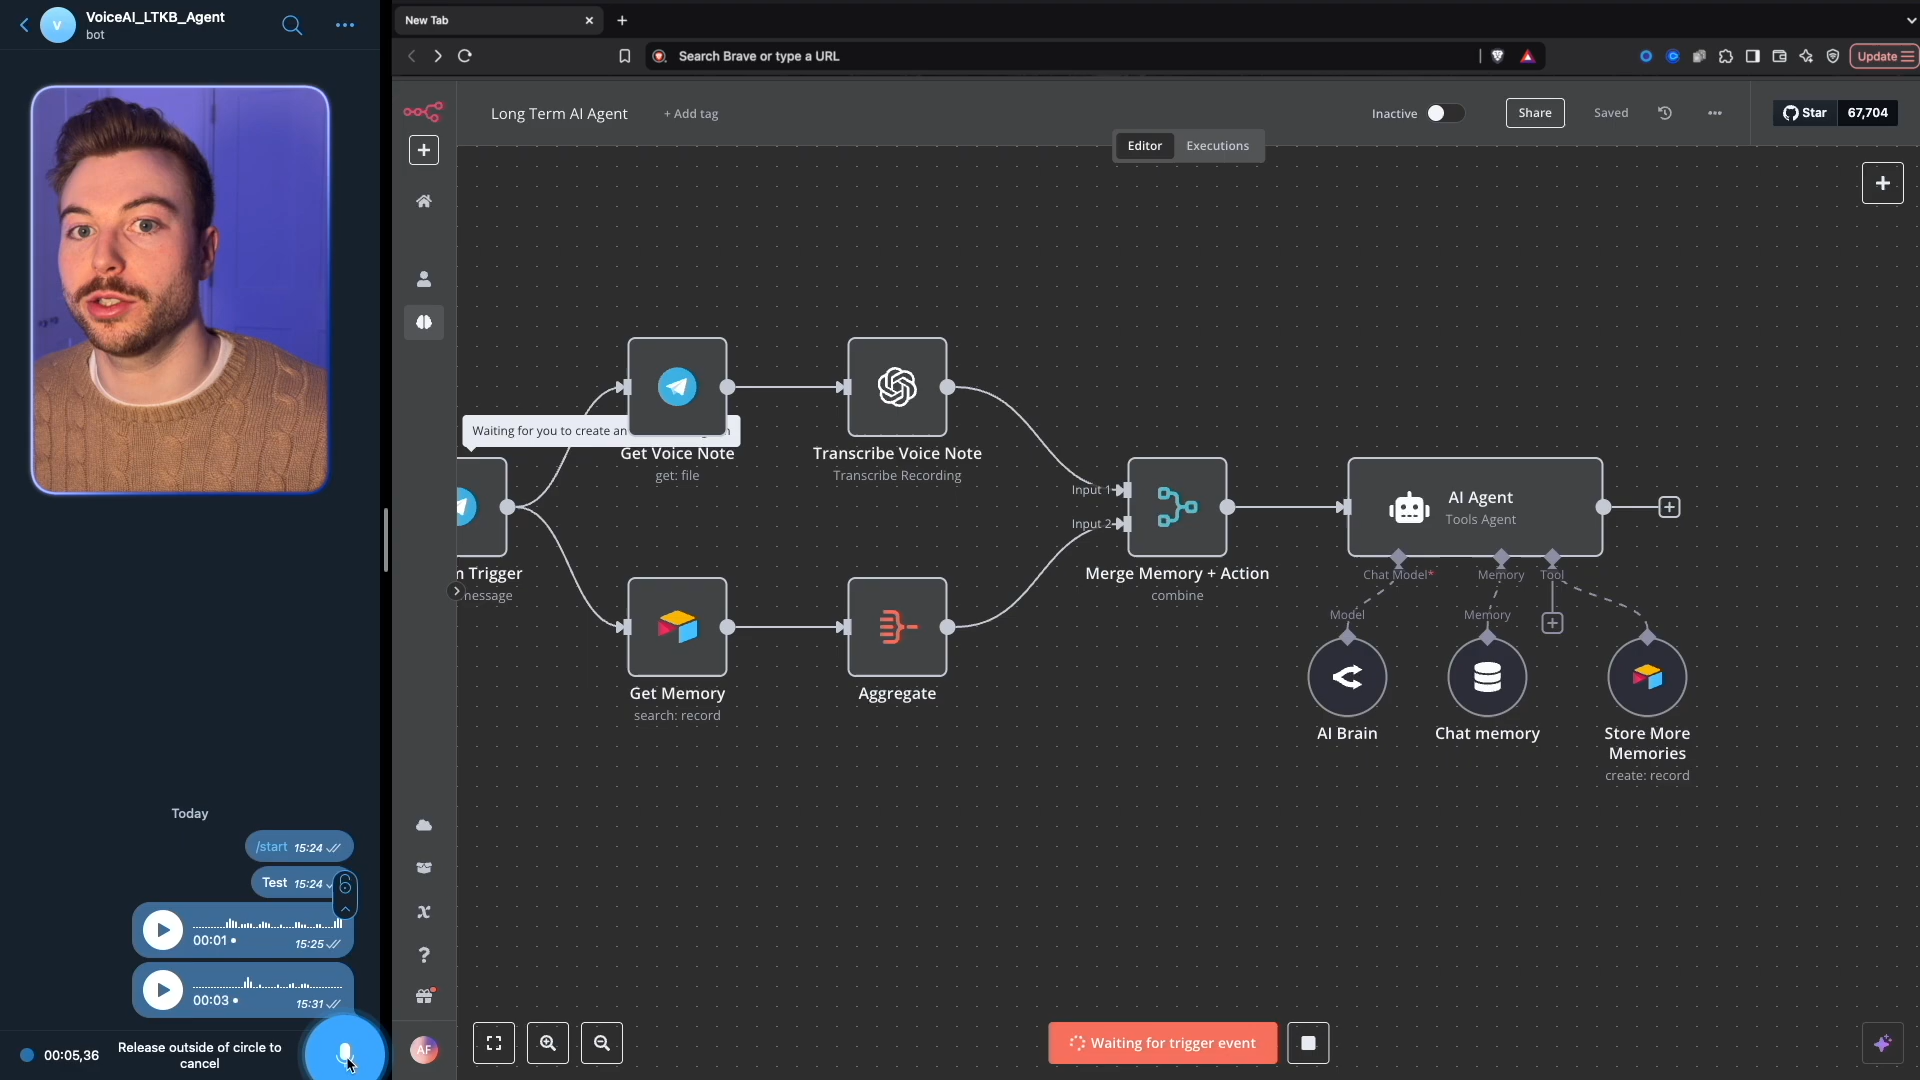 VoiceAI_LTKB_Agent
bot
V
Today
/start 15:24
Test 15:24
00:01
15:25
00:03
15:31
00:05,36
Release outside of circle to
cancel
New Tab
Search Brave or type a URL
Update
Long Term AI Agent
+ Add tag
Inactive
Share
Saved
Star
67,704
Editor
Executions
Waiting for you to create an
Get Voice Note
get: file
Transcribe Voice Note
Transcribe Recording
Trigger
message
Get Memory
search: record
Aggregate
Input 1
Input 2
Merge Memory + Action
combine
AI Agent
Tools Agent
Chat Model*
Memory
Tool
Model
Memory
AI Brain
Chat memory
Store More
Memories
create: record
AF
Waiting for trigger event